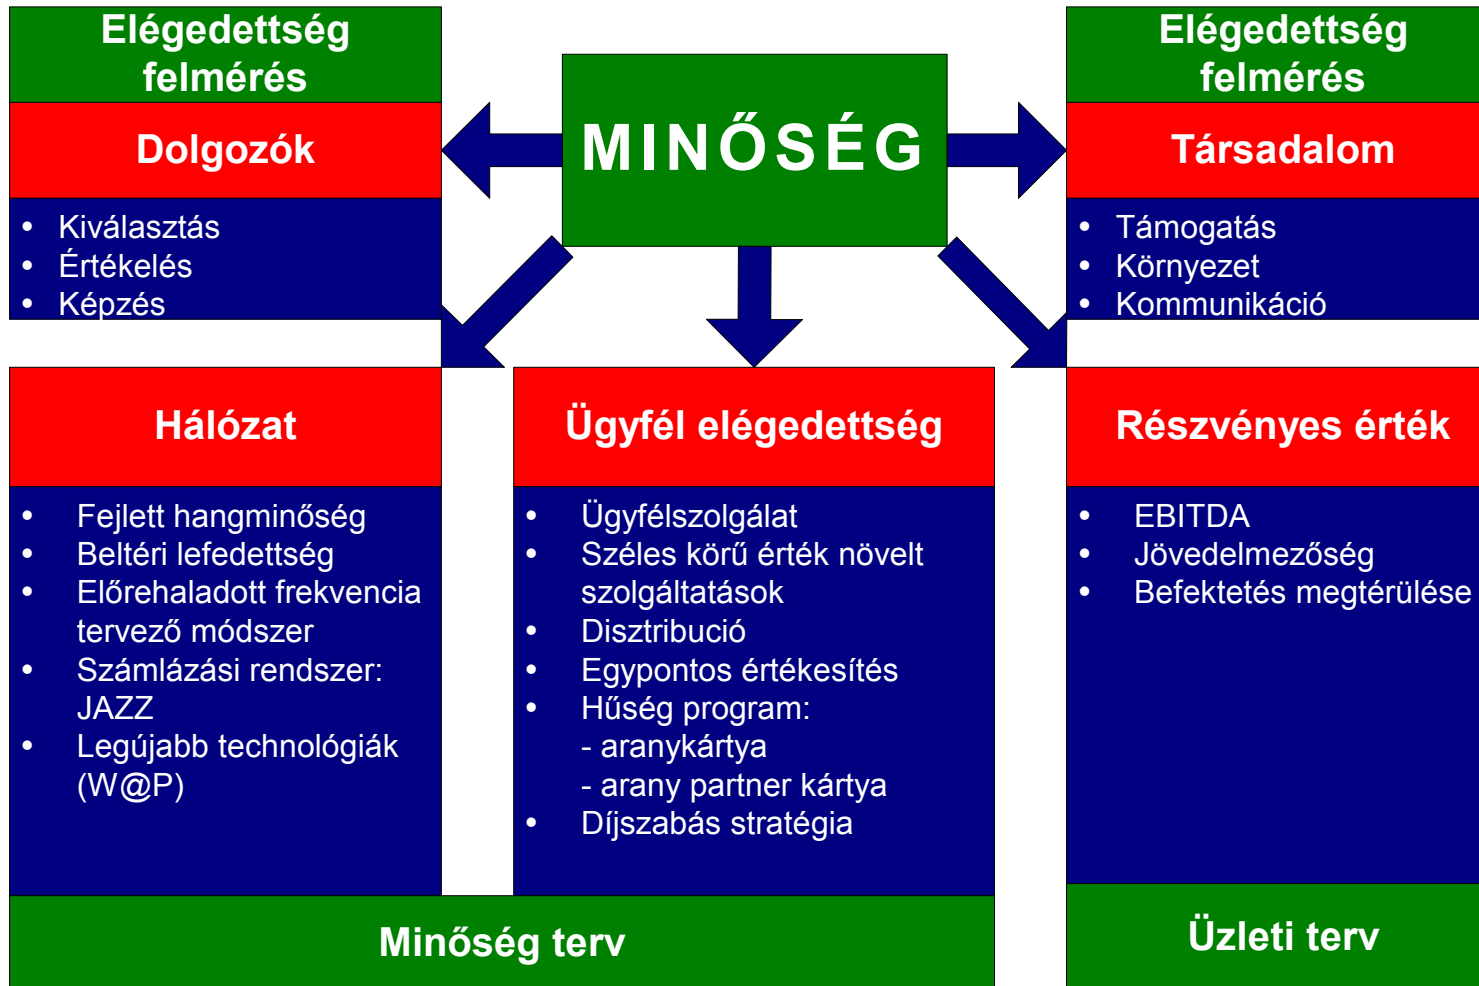 Elégedettség
felmérés
Dolgozók
• Kiválasztás
• Értékelés
• Képzés
MINŐSÉG
Elégedettség
felmérés
Társadalom
• Támogatás
• Környezet
• Kommunikáció
Hálózat
• Fejlett hangminőség
• Beltéri lefedettség
• Előrehaladott frekvencia
tervező módszer
• Számlázási rendszer:
JAZZ
• Legújabb technológiák
(W@P)
Ügyfél elégedettség
• Ügyfélszolgálat
• Széles körű érték növelt
szolgáltatások
• Disztribució
• Egypontos értékesítés
• Hűség program:
- aranykártya
- arany partner kártya
• Díjszabás stratégia
Minőség terv
Részvényes érték
• EBITDA
• Jövedelmezőség
• Befektetés megtérülése
Üzleti terv